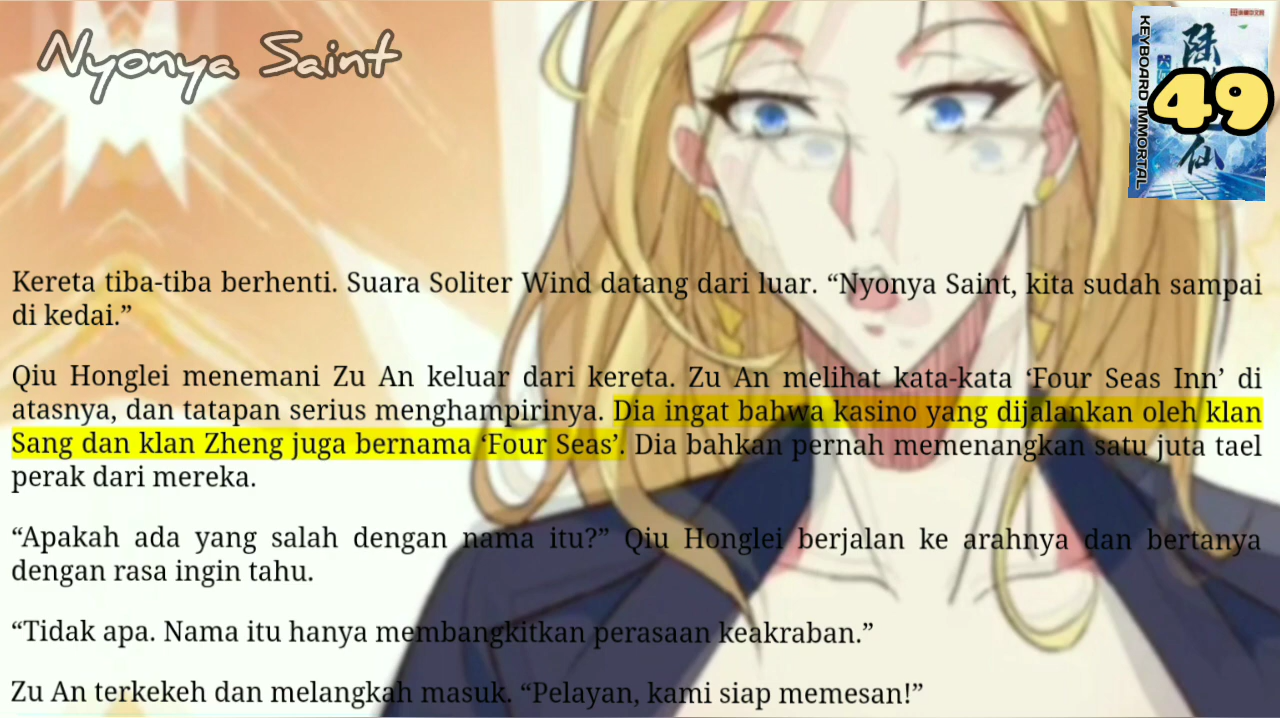 Nyonya Saint
KEYBOARD IMMORTAL
49
Kereta tiba-tiba berhenti. Suara Soliter Wind datang dari luar. “Nyonya Saint, kita sudah sampai
di kedai.”
Qiu Honglei menemani Zu An keluar dari kereta. Zu An melihat kata-kata ‘Four Seas Inn’ di
atasnya, dan tatapan serius menghampirinya. Dia ingat bahwa kasino yang dijalankan oleh klan
Sang dan klan Zheng juga bernama ‘Four Seas’. Dia bahkan pernah memenangkan satu juta tael
perak dari mereka.
“Apakah ada yang salah dengan nama itu?” Qiu Honglei berjalan ke arahnya dan bertanya
dengan rasa ingin tahu.
“Tidak apa. Nama itu hanya membangkitkan perasaan keakraban.”
Zu An terkekeh dan melangkah masuk. “Pelayan, kami siap memesan!”